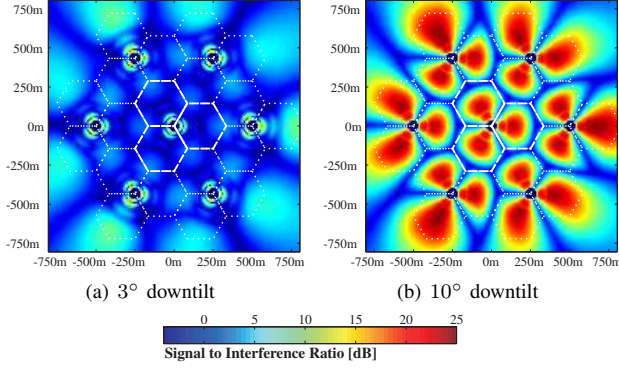 750m
500m
250m
0m
-250m
-500m
-750m
-750m -500m -250m 0m 250m 500m 750m
(a) 3° downtilt
750m
500m
250m
0m
-250m
-500m
-750m
-750m -500m -250m 0m 250m 500m 750m
(b) 10° downtilt
0 5 10 15 20 25
Signal to Interference Ratio [dB]